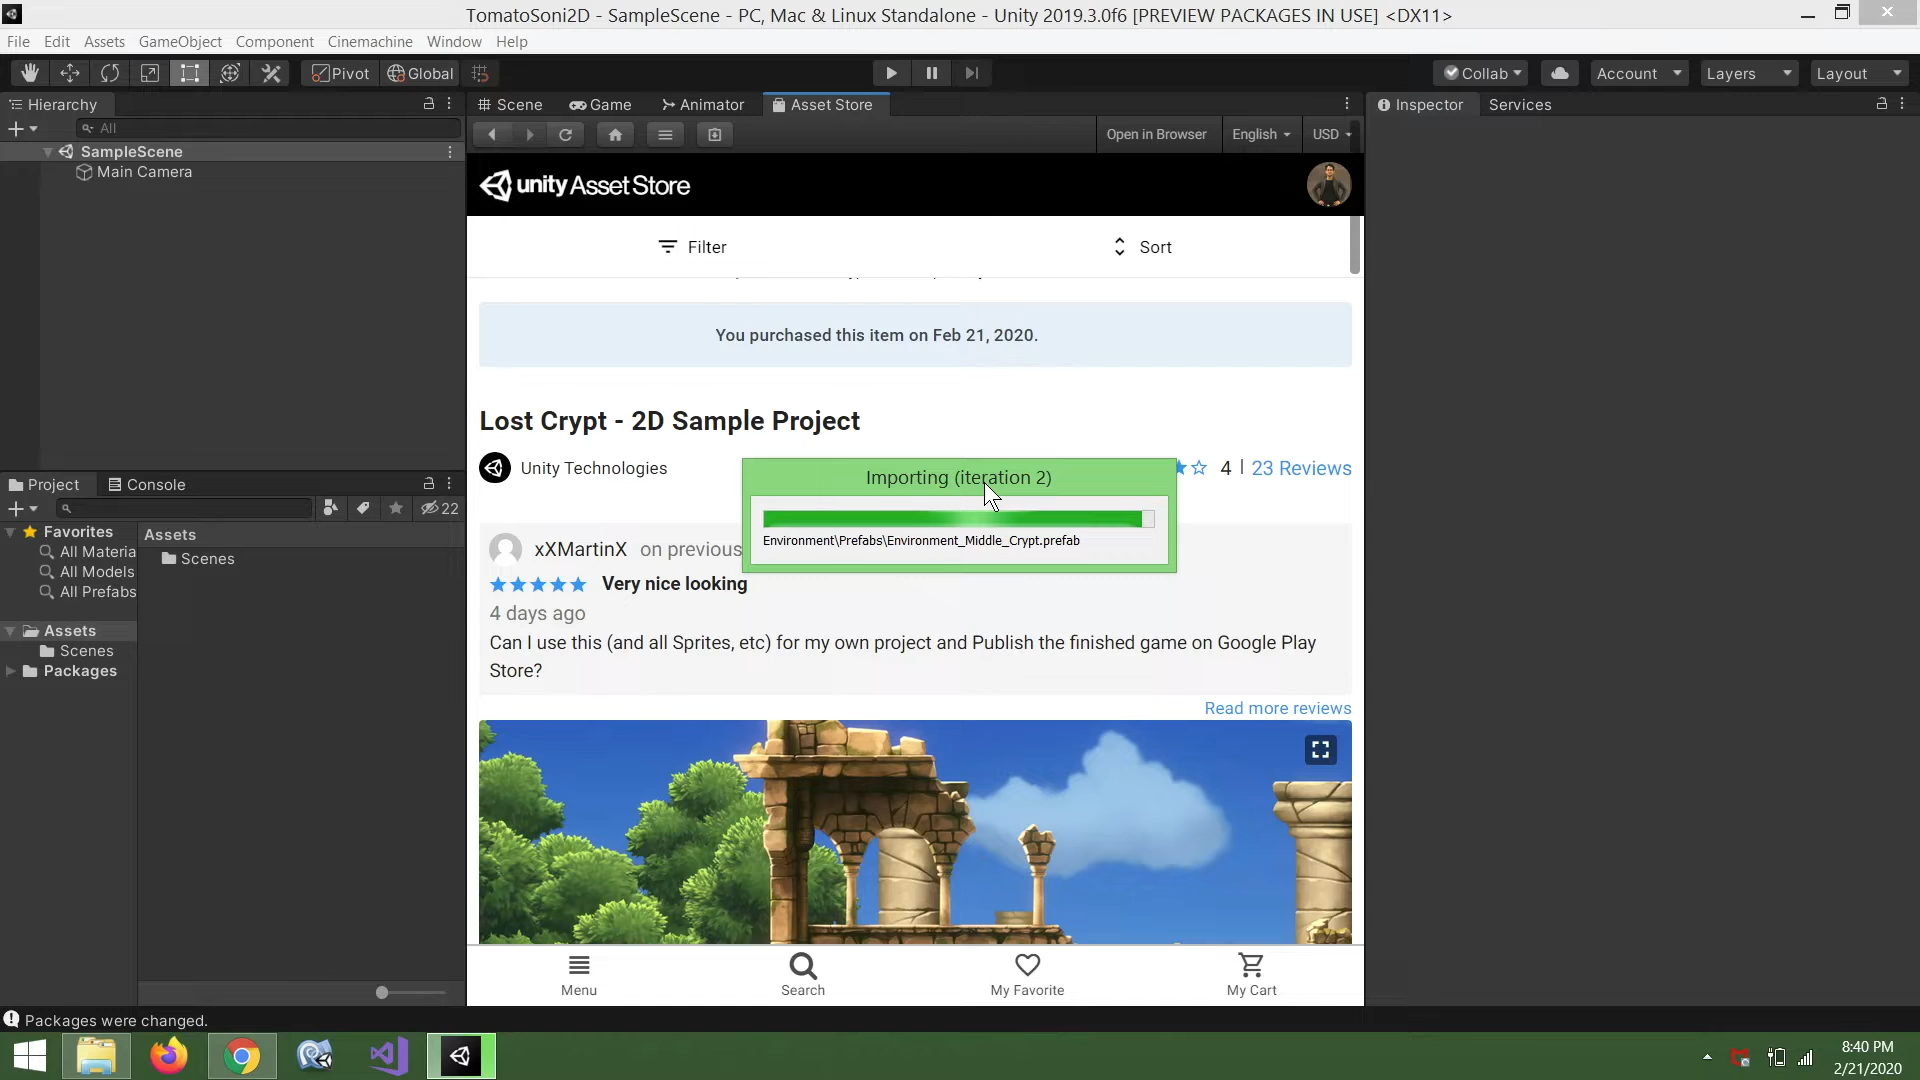 TomatoSoni2D - SampleScene - PC, Mac & Linux Standalone - Unity 2019.3.0f6 [PREVIEW PACKAGES IN USE] <DX11>
File Edit Assets GameObject Component Cinemachine Window Help
Pivot Global Collab Account Layers Layout
Hierarchy Scene Game Animator Asset Store Inspector Services
All
Open in Browser English USD
SampleScene
Main Camera
unity Asset Store
Filter Sort
You purchased this item on Feb 21, 2020.
Lost Crypt - 2D Sample Project
Unity Technologies 4 | 23 Reviews
Importing (iteration 2)
Environment\Prefabs\Environment_Middle_Crypt.prefab
xXMartinX on previous
Very nice looking
4 days ago
Can I use this (and all Sprites, etc) for my own project and Publish the finished game on Google Play
Store?
Read more reviews
Menu Search My Favorite My Cart
Project Console
22
Favorites Assets
All Materia Scenes
All Models
All Prefabs
Assets
Scenes
Packages
Packages were changed.
8:40 PM
2/21/2020